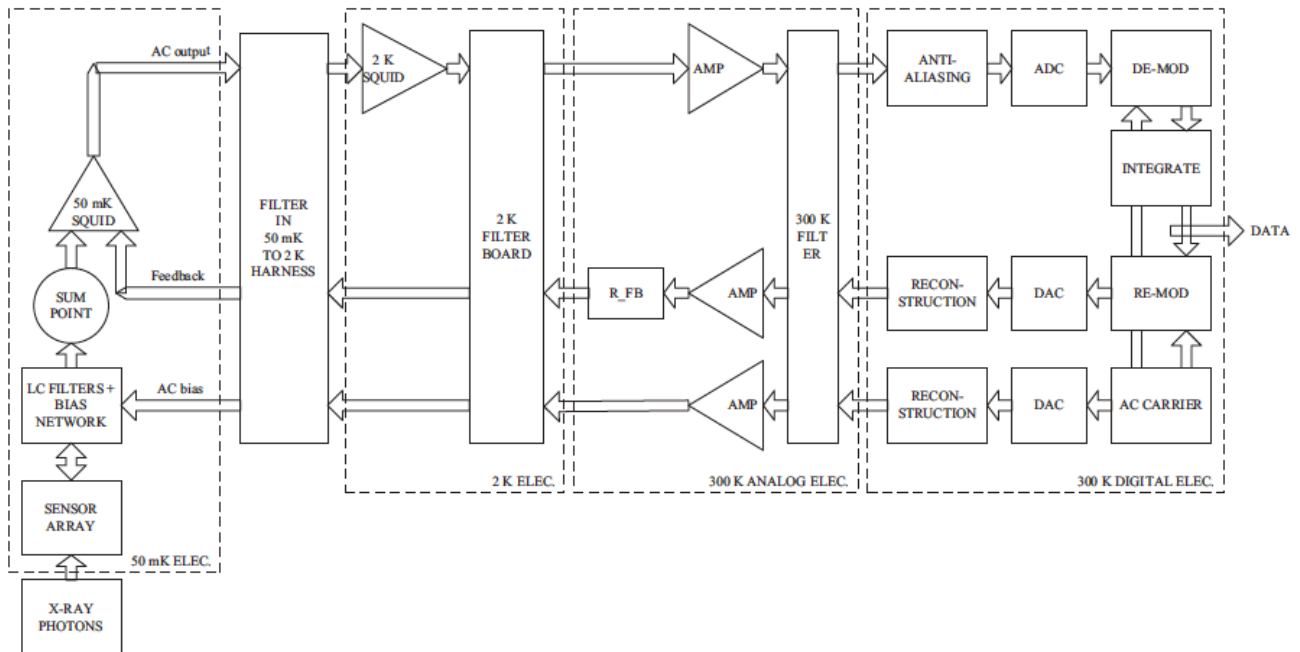 AC output
2 K
SQUID
AMP
ANTI-
ALIASING
ADC
DE-MOD
INTEGRATE
50 mK
SQUID
FILTER
IN
50 mK
TO 2 K
HARNESS
2 K
FILTER
BOARD
300 K
FILT
ER
DATA
Feedback
R_FB
AMP
RECON-
STRUCTION
DAC
RE-MOD
SUM
POINT
LC FILTERS +
BIAS
NETWORK
AC bias
AMP
RECON-
STRUCTION
DAC
AC CARRIER
2 K ELEC.
300 K ANALOG ELEC.
300 K DIGITAL ELEC.
SENSOR
ARRAY
50 mK ELEC.
X-RAY
PHOTONS